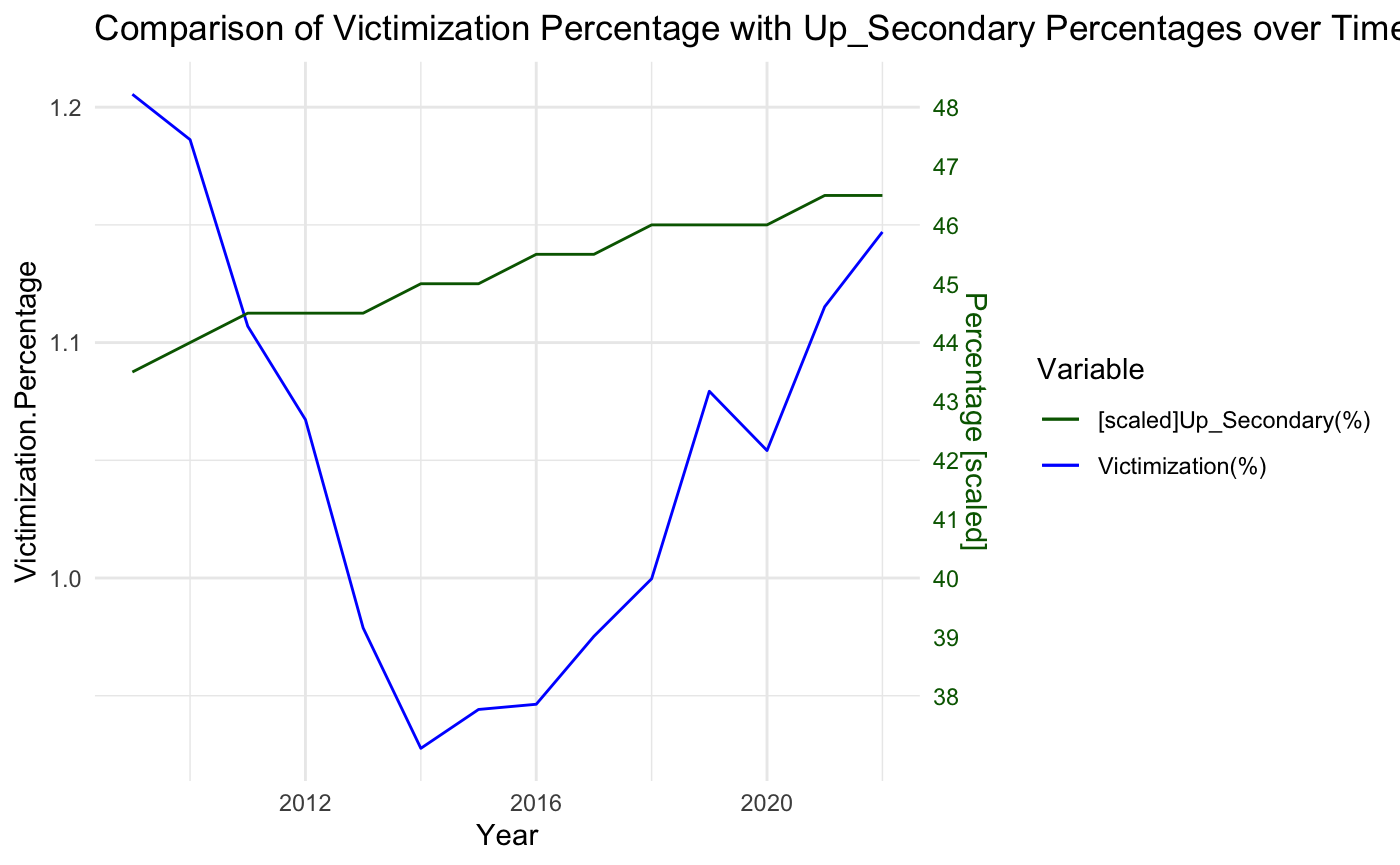 Comparison of Victimization Percentage with Up_Secondary Percentages over Time
Victimization.Percentage
1.2
1.1
1.0
48
47
46
45
44
43
42
41
40
39
38
Percentage [scaled]
2012
2016
2020
Year
Variable
[scaled]Up_Secondary(%)
Victimization(%)